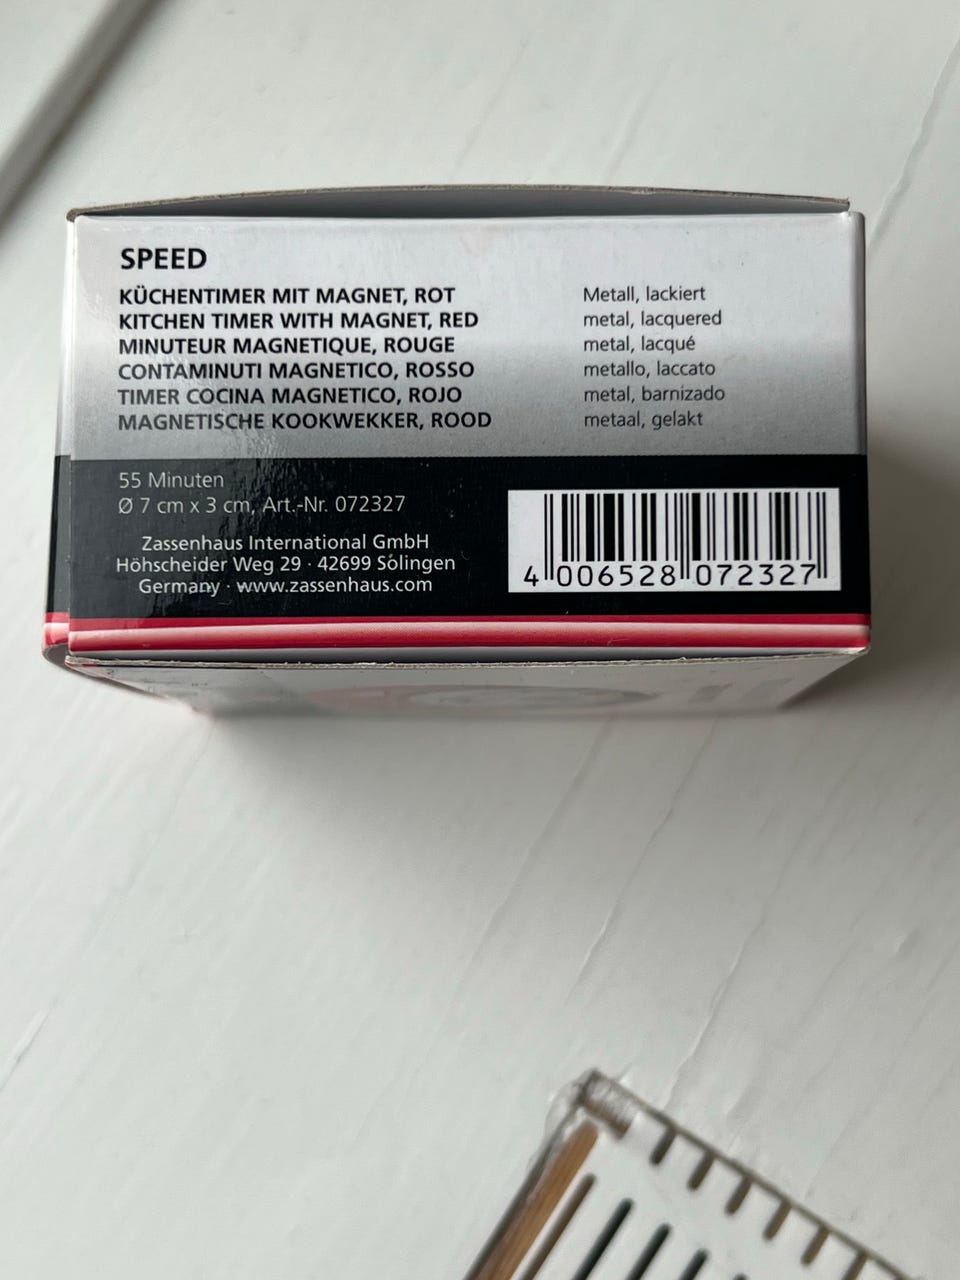 SPEED
KÜCHENTIMER MIT MAGNET, ROT
KITCHEN TIMER WITH MAGNET, RED
MINUTEUR MAGNETIQUE, ROUGE
CONTAMINUTI MAGNETICO, ROSSO
TIMER COCINA MAGNETICO, ROJO
MAGNETISCHE KOOKWEKKER, ROOD
Metall, lackiert
metal, lacquered
metal, lacqué
metallo, laccato
metal, barnizado
metaal, gelakt
55 Minuten
Ø 7 cm x 3 cm, Art.-Nr. 072327
Zassenhaus International GmbH
Höhscheider Weg 29 · 42699 Solingen
Germany · www.zassenhaus.com
4 006528 072327